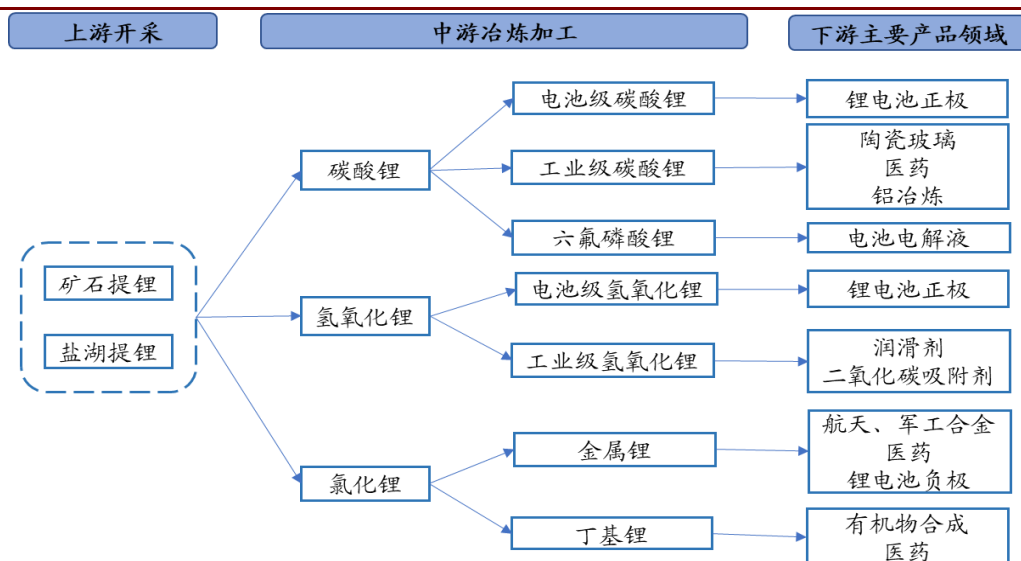 上游开采
中游冶炼加工
下游主要产品领域
矿石提锂
盐湖提锂
碳酸锂
氢氧化锂
氯化锂
电池级碳酸锂
工业级碳酸锂
六氟磷酸锂
电池级氢氧化锂
工业级氢氧化锂
金属锂
丁基锂
锂电池正极
陶瓷玻璃
医药
铝冶炼
电池电解液
锂电池正极
润滑剂
二氧化碳吸附剂
航天、军工合金
医药
锂电池负极
有机物合成
医药